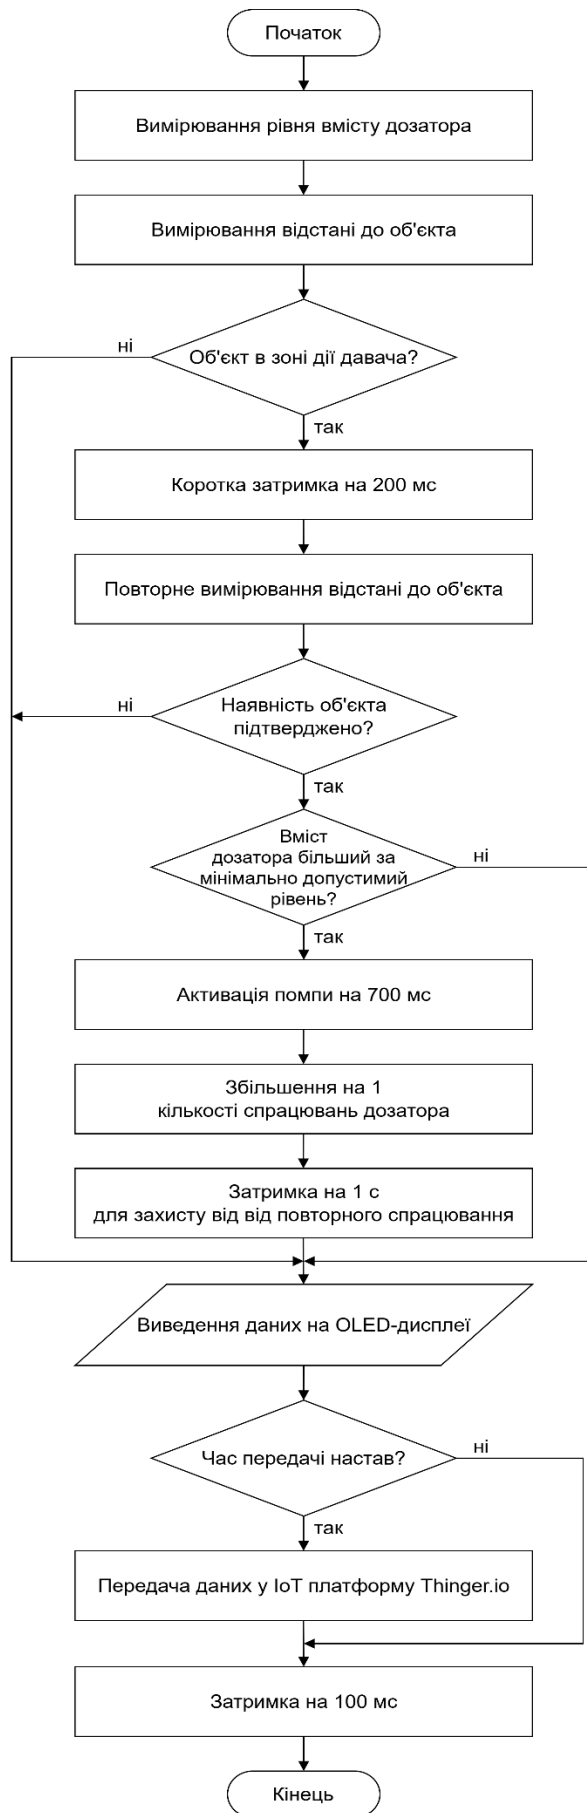 Початок
Вимірювання рівня вмісту дозатора
Вимірювання відстані до об'єкта
Об'єкт в зоні дії давача?
ні
так
Коротка затримка на 200 мс
Повторне вимірювання відстані до об'єкта
Наявність об'єкта
підтверджено?
ні
так
Вміст
дозатора більший за
мінімально допустимий
рівень?
ні
так
Активація помпи на 700 мс
Збільшення на 1
кількості спрацювань дозатора
Затримка на 1 с
для захисту від від повторного спрацювання
Виведення даних на OLED-дисплеї
Час передачі настав?
ні
так
Передача даних у IoT платформу Thinger.io
Затримка на 100 мс
Кінець